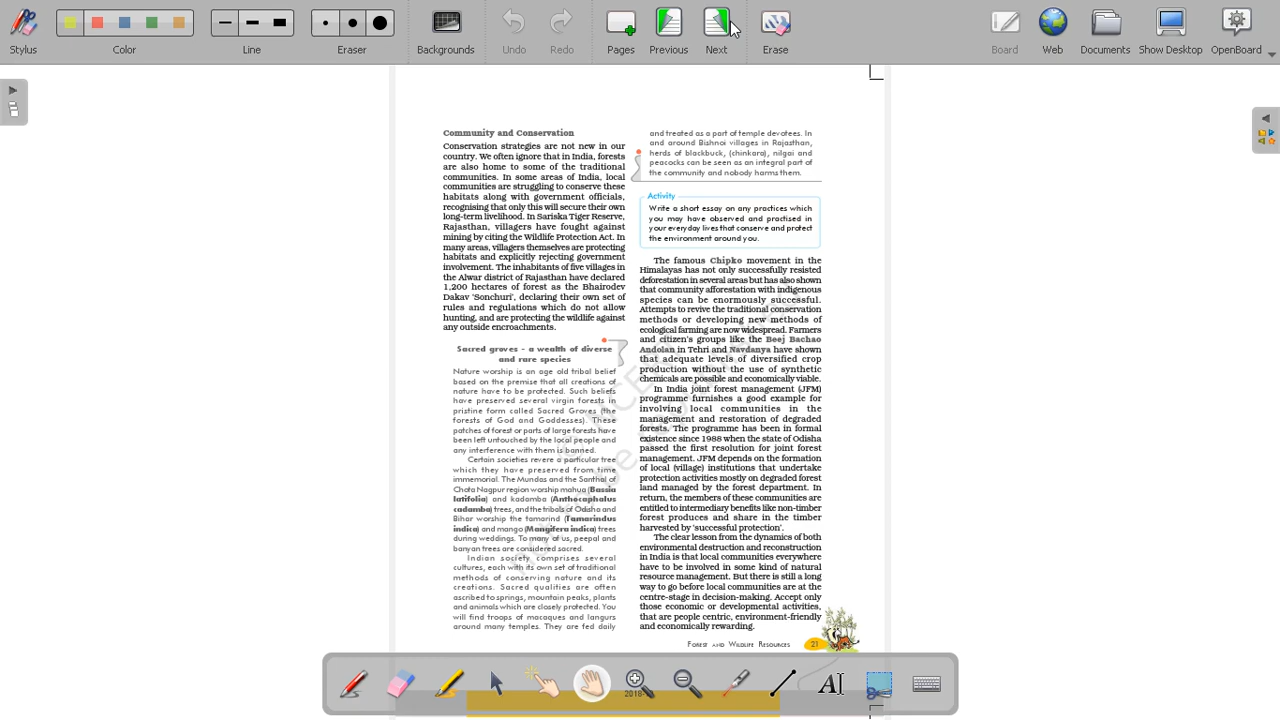 Stylus
Color
Line
Eraser
Backgrounds
Undo
Redo
Pages
Previous
Next
Erase
Board
Web
Documents
Show Desktop
OpenBoard
Community and Conservation
Conservation strategies are not new in our
country. We often ignore that in India, forests
are also home to some of the traditional
communities. In some areas of India, local
communities are struggling to conserve these
habitats along with government officials,
recognising that only this will secure their own
long-term livelihood. In Sariska Tiger Reserve,
Rajasthan, villagers have fought against
mining by citing the Wildlife Protection Act. In
many areas, villagers themselves are protecting
habitats and explicitly rejecting government
involvement. The inhabitants of five villages in
the Alwar district of Rajasthan have declared
1,200 hectares of forest as the Bhairodev
Dakav 'Sonchuri', declaring their own set of
rules and regulations which do not allow
hunting, and are protecting the wildlife against
any outside encroachments.
Sacred groves - a wealth of diverse
and rare species
Nature worship is an age old tribal belief
based on the premise that all creations of
nature have to be protected. Such beliefs
have preserved several virgin forests in
pristine form called Sacred Groves (the
forests of God and Goddesses). These
patches of forest or parts of large forests have
been left untouched by the local people and
any interference with them is banned.
Certain societies revere a particular tree
which they have preserved from time
immemorial. The Mundas and the Santhal of
Chota Nagpur region worship mahua (Bassia
latifolia) and kadamba (Anthocaphalus
cadamba) trees, and the tribals of Odisha and
Bihar worship the tamarind (Tamarindus
indica) and mango (Mangifera indica) trees
during weddings. To many of us, peepal and
banyan trees are considered sacred.
Indian society comprises several
cultures, each with its own set of traditional
methods of conserving nature and its
creations. Sacred qualities are often
ascribed to springs, mountain peaks, plants
and animals which are closely protected. You
will find troops of macaques and langurs
around many temples. They are fed daily
and treated as a part of temple devotees. In
and around Bishnoi villages in Rajasthan,
herds of blackbuck, (chinkara), nilgai and
peacocks can be seen as an integral part of
the community and nobody harms them.
Activity
Write a short essay on any practices which
you may have observed and practised in
your everyday lives that conserve and protect
the environment around you.
The famous Chipko movement in the
Himalayas has not only successfully resisted
deforestation in several areas but has also shown
that community afforestation with indigenous
species can be enormously successful.
Attempts to revive the traditional conservation
methods or developing new methods of
ecological farming are now widespread. Farmers
and citizen's groups like the Beej Bachao
Andolan in Tehri and Navdanya have shown
that adequate levels of diversified crop
production without the use of synthetic
chemicals are possible and economically viable.
In India joint forest management (JFM)
programme furnishes a good example for
involving local communities in the
management and restoration of degraded
forests. The programme has been in formal
existence since 1988 when the state of Odisha
passed the first resolution for joint forest
management. JFM depends on the formation
of local (village) institutions that undertake
protection activities mostly on degraded forest
land managed by the forest department. In
return, the members of these communities are
entitled to intermediary benefits like non-timber
forest produces and share in the timber
harvested by 'successful protection'.
The clear lesson from the dynamics of both
environmental destruction and reconstruction
in India is that local communities everywhere
have to be involved in some kind of natural
resource management. But there is still a long
way to go before local communities are at the
centre-stage in decision-making. Accept only
those economic or developmental activities,
that are people centric, environment-friendly
and economically rewarding.
Forest and Wildlife Resources 21